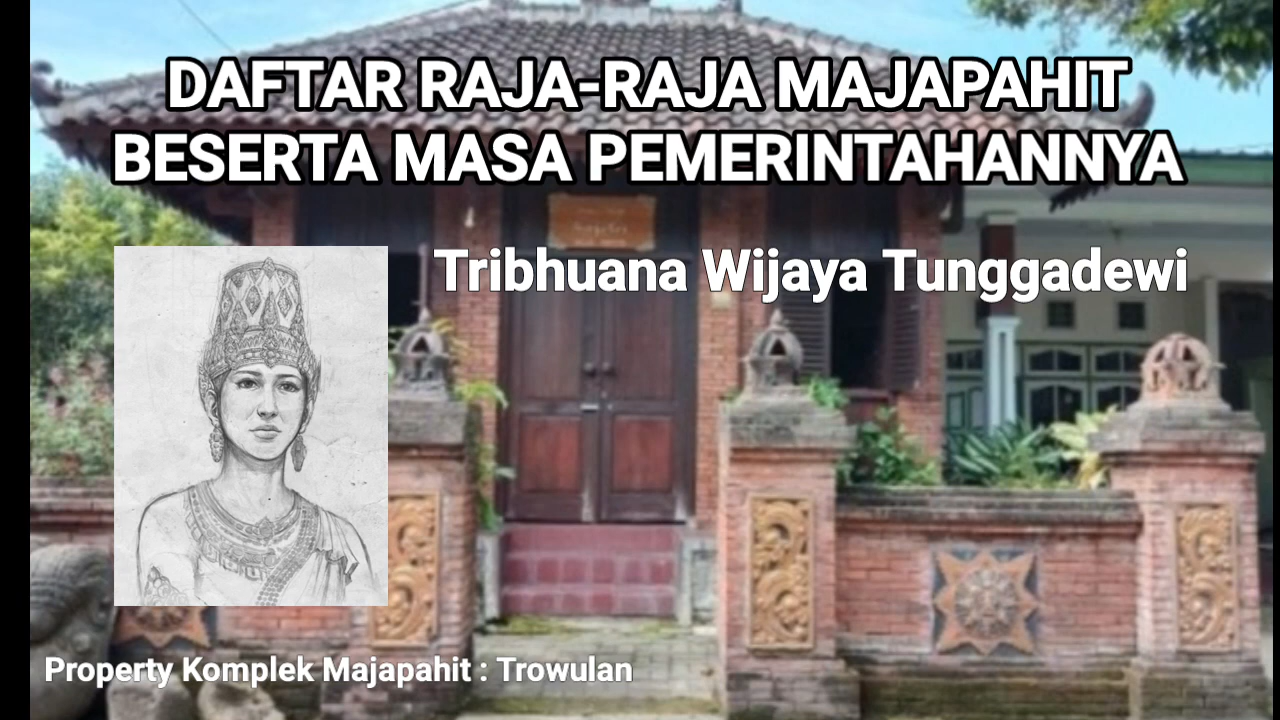 DAFTAR RAJA-RAJA MAJAPAHIT
BESERTA MASA PEMERINTAHANNYA
Tribhuana Wijaya Tunggadewi
Property Komplek Majapahit : Trowulan